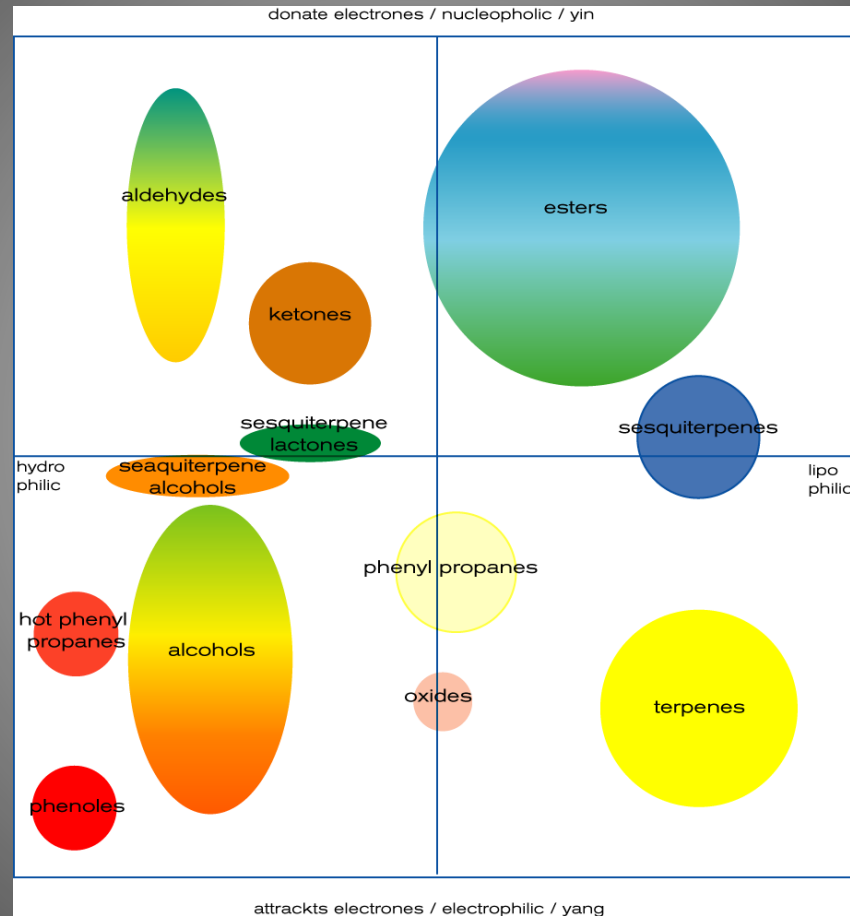 donate electrones / nucleopholic / yin
aldehydes
esters
ketones
sesquiterpene
lactones
sesquiterpenes
hydro
philic
seaquiterpene
alcohols
lipo
philic
phenyl propanes
hot phenyl
propanes
alcohols
oxides
terpenes
phenoles
attrackts electrones / electrophilic / yang